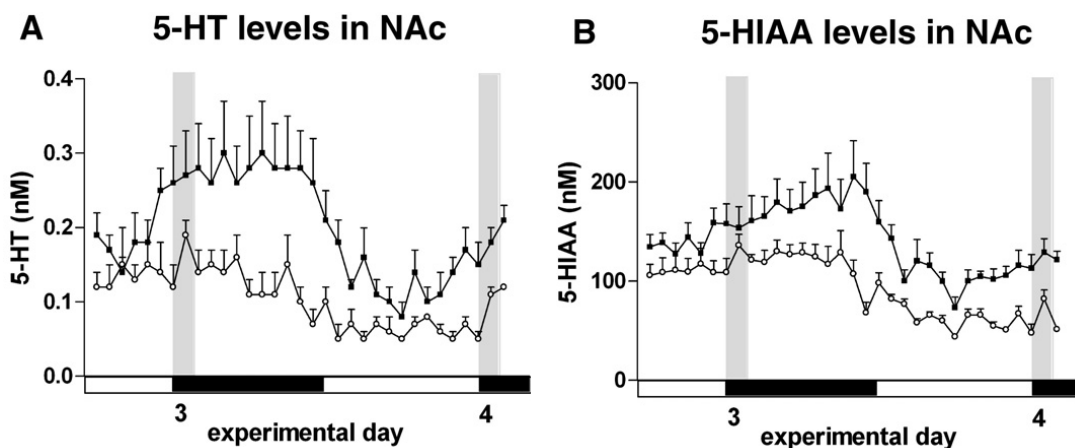 A
5-HT levels in NAc
0.4
0.3
0.2
0.1
0.0
5-HT (nM)
3
4
experimental day
B
5-HIAA levels in NAc
300
200
100
0
5-HIAA (nM)
3
4
experimental day